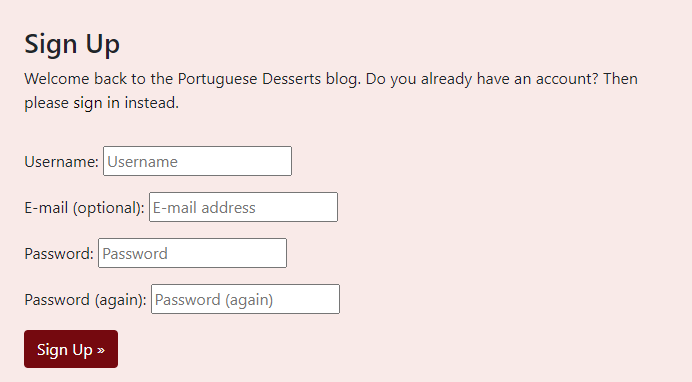 Sign Up
Welcome back to the Portuguese Desserts blog. Do you already have an account? Then
please sign in instead.
Username: Username
E-mail (optional): E-mail address
Password: Password
Password (again): Password (again)
Sign Up »